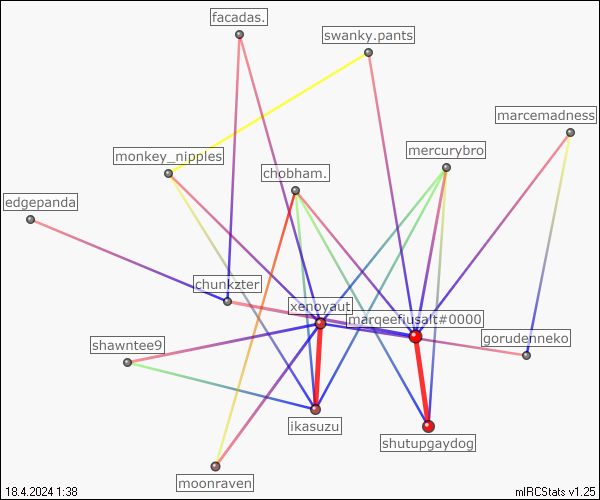 facadas.
swanky.pants
marcemadness
mercurybro
monkey_nipples
chobham.
edgepanda
chunkzter
xenoyaut
marqeefiusalt#0000
gorudenneko
shawntee9
ikasuzu
shutupgaydog
moonraven
18.4.2024 1:38
mIRCStats v1.25